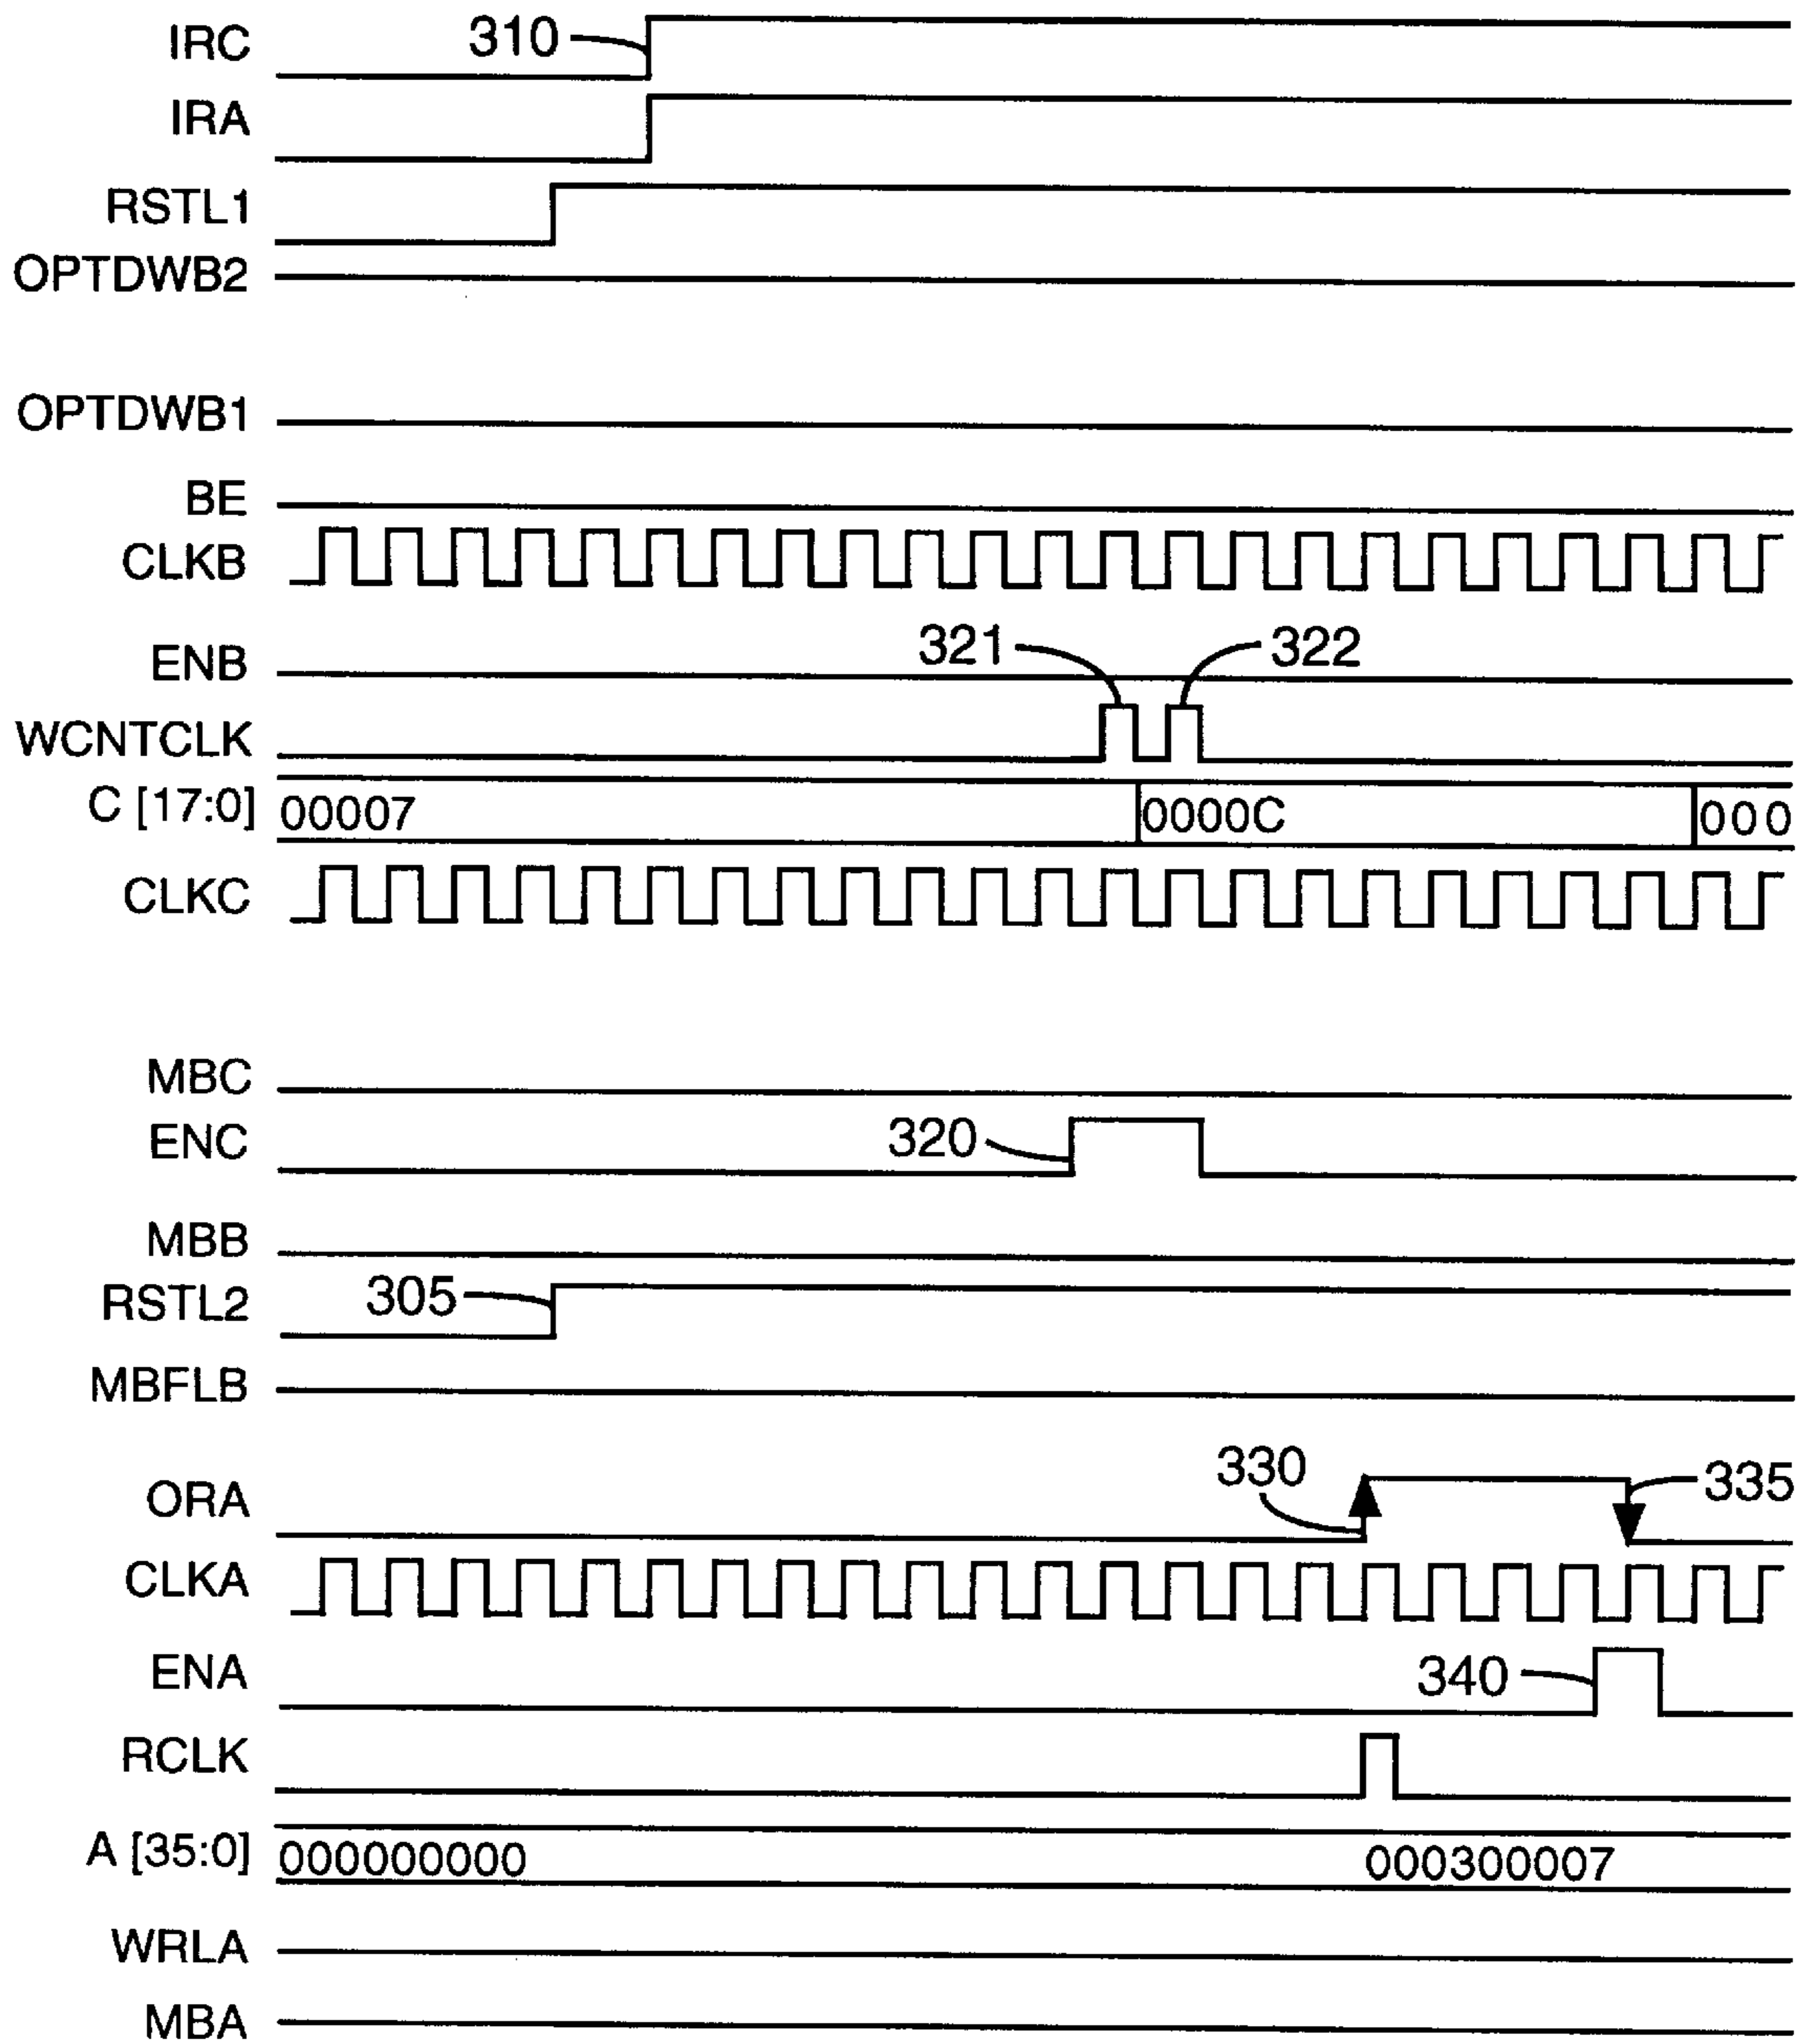 310
IRC
IRA
RSTL1
OPTDWB2
OPTDWB1
BE
CLKB
321
322
ENB
WCNTCLK
C [17:0] 00007 0000C 000
CLKC
MBC
320
ENC
MBB
305
RSTL2
MBFLB
330
335
ORA
CLKA
340
ENA
RCLK
A [35:0] 000000000 000300007
WRLA
MBA